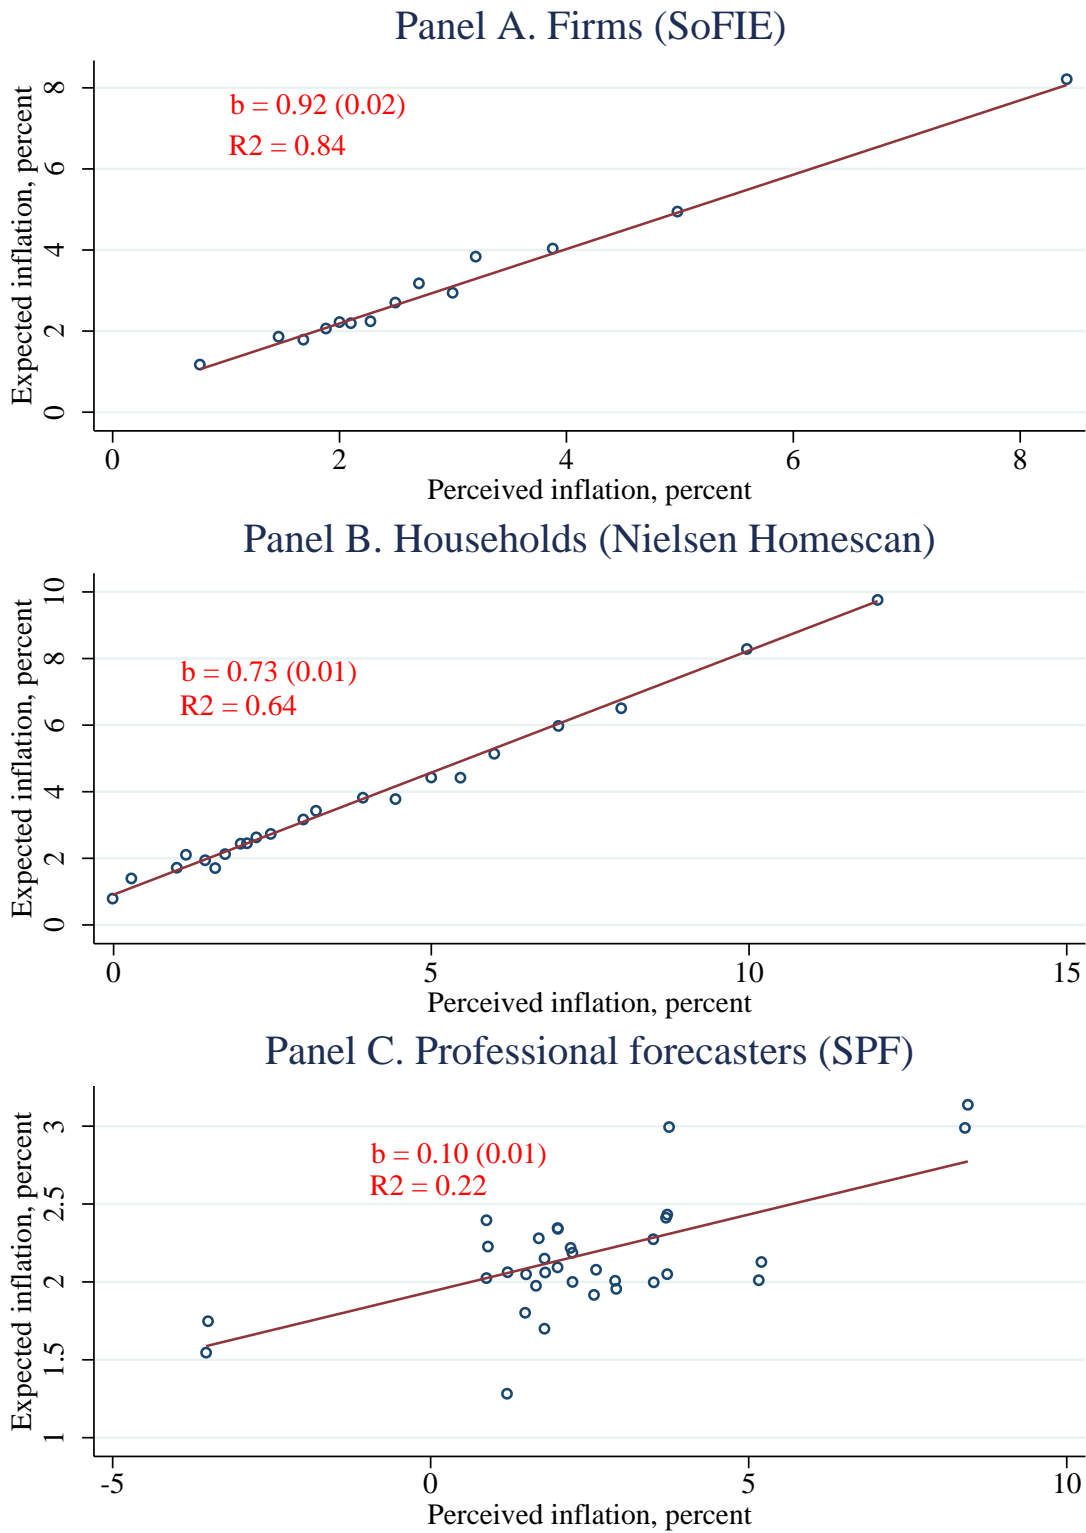 Panel A. Firms (SoFIE)
Expected inflation, percent
8
6
4
2
0
b = 0.92 (0.02)
R2 = 0.84
0 2 4 6 8
Perceived inflation, percent
Panel B. Households (Nielsen Homescan)
Expected inflation, percent
10
8
6
4
2
0
b = 0.73 (0.01)
R2 = 0.64
0 5 10 15
Perceived inflation, percent
Panel C. Professional forecasters (SPF)
Expected inflation, percent
3
2.5
2
1.5
1
b = 0.10 (0.01)
R2 = 0.22
-5 0 5 10
Perceived inflation, percent